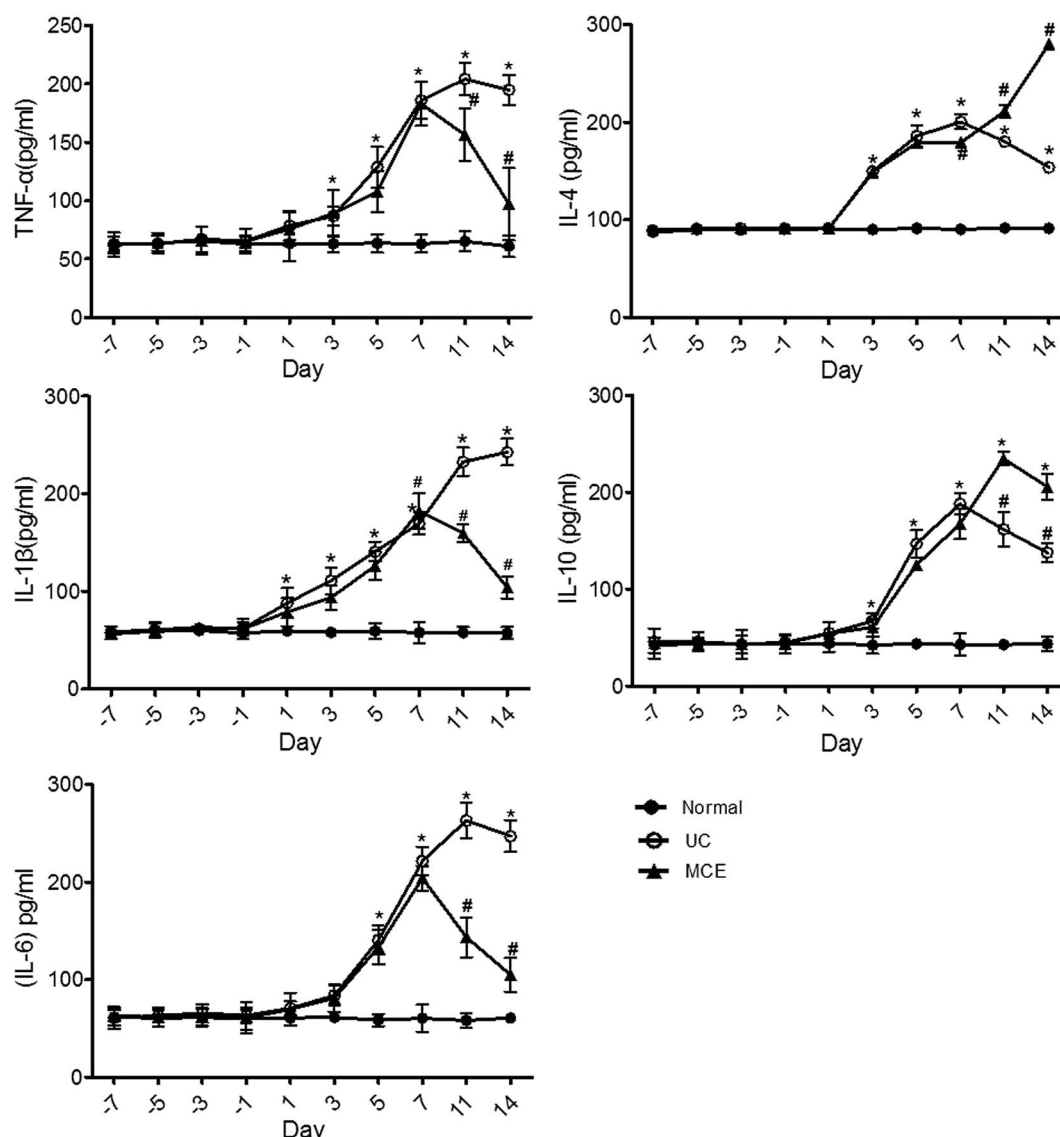 TNF-α(pg/ml)
250
200
150
100
50
0
* * * * *
# #
-7 -5 -3 -1 1 3 5 7 11 14
Day
IL-4 (pg/ml)
300
200
100
0
* * * * *
# # #
-7 -5 -3 -1 1 3 5 7 11 14
Day
IL-1β(pg/ml)
300
200
100
0
* * * * * *
# # #
-7 -5 -3 -1 1 3 5 7 11 14
Day
IL-10 (pg/ml)
300
200
100
0
* * * * *
# #
-7 -5 -3 -1 1 3 5 7 11 14
Day
(IL-6) pg/ml
300
200
100
0
* * * *
# #
-7 -5 -3 -1 1 3 5 7 11 14
Day
Normal
UC
MCE